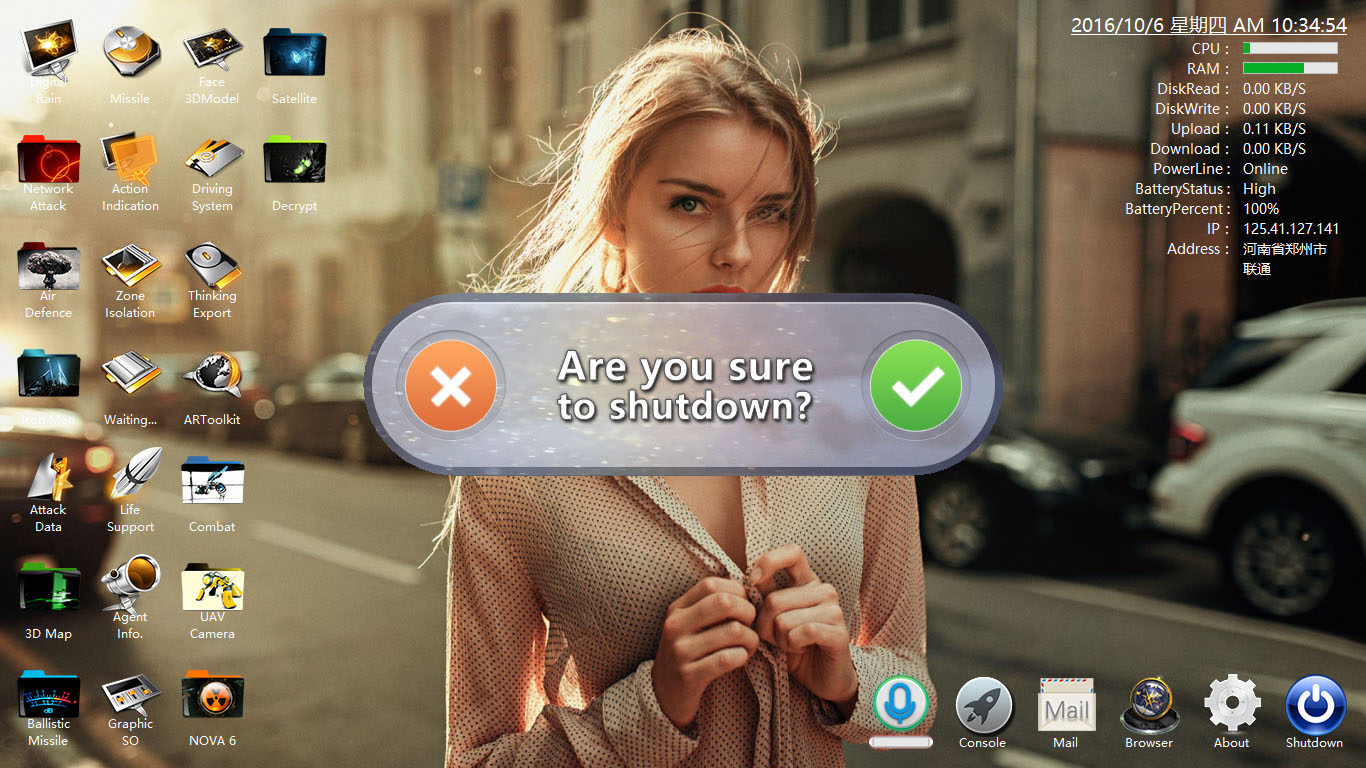 2016/10/6 星期四 AM 10:34:54
CPU :
RAM :
DiskRead : 0.00 KB/S
DiskWrite : 0.00 KB/S
Upload : 0.11 KB/S
Download : 0.00 KB/S
PowerLine : Online
BatteryStatus : High
BatteryPercent : 100%
IP : 125.41.127.141
Address : 河南省郑州市
联通
Digital
Rain
Missile
Face
3DModel
Satellite
Network
Attack
Action
Indication
Driving
System
Decrypt
Air
Defence
Zone
Isolation
Thinking
Export
Iron Man
Waiting...
ARToolkit
Attack
Data
Life
Support
Combat
3D Map
Agent
Info.
UAV
Camera
Ballistic
Missile
Graphic
SO
NOVA 6
Are you sure
to shutdown?
Mail
Console
Mail
Browser
About
Shutdown